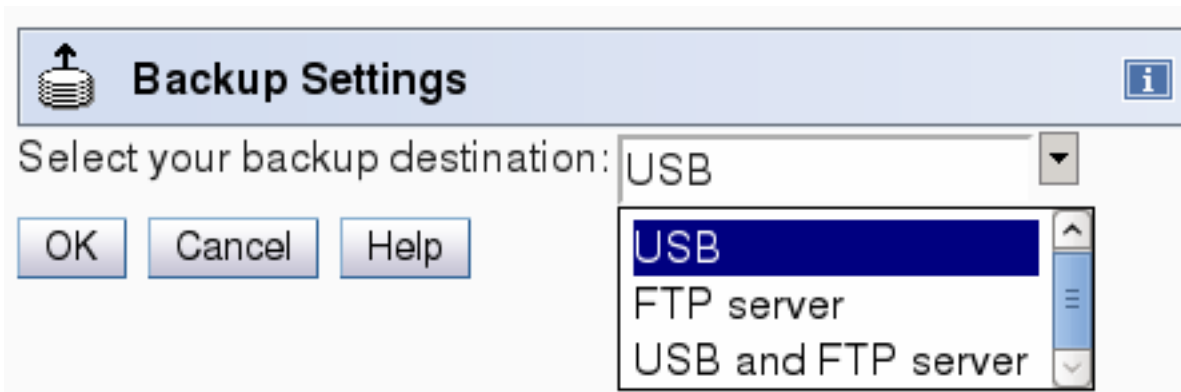 Backup Settings
i
Select your backup destination: USB
OK Cancel Help
USB
FTP server
USB and FTP server